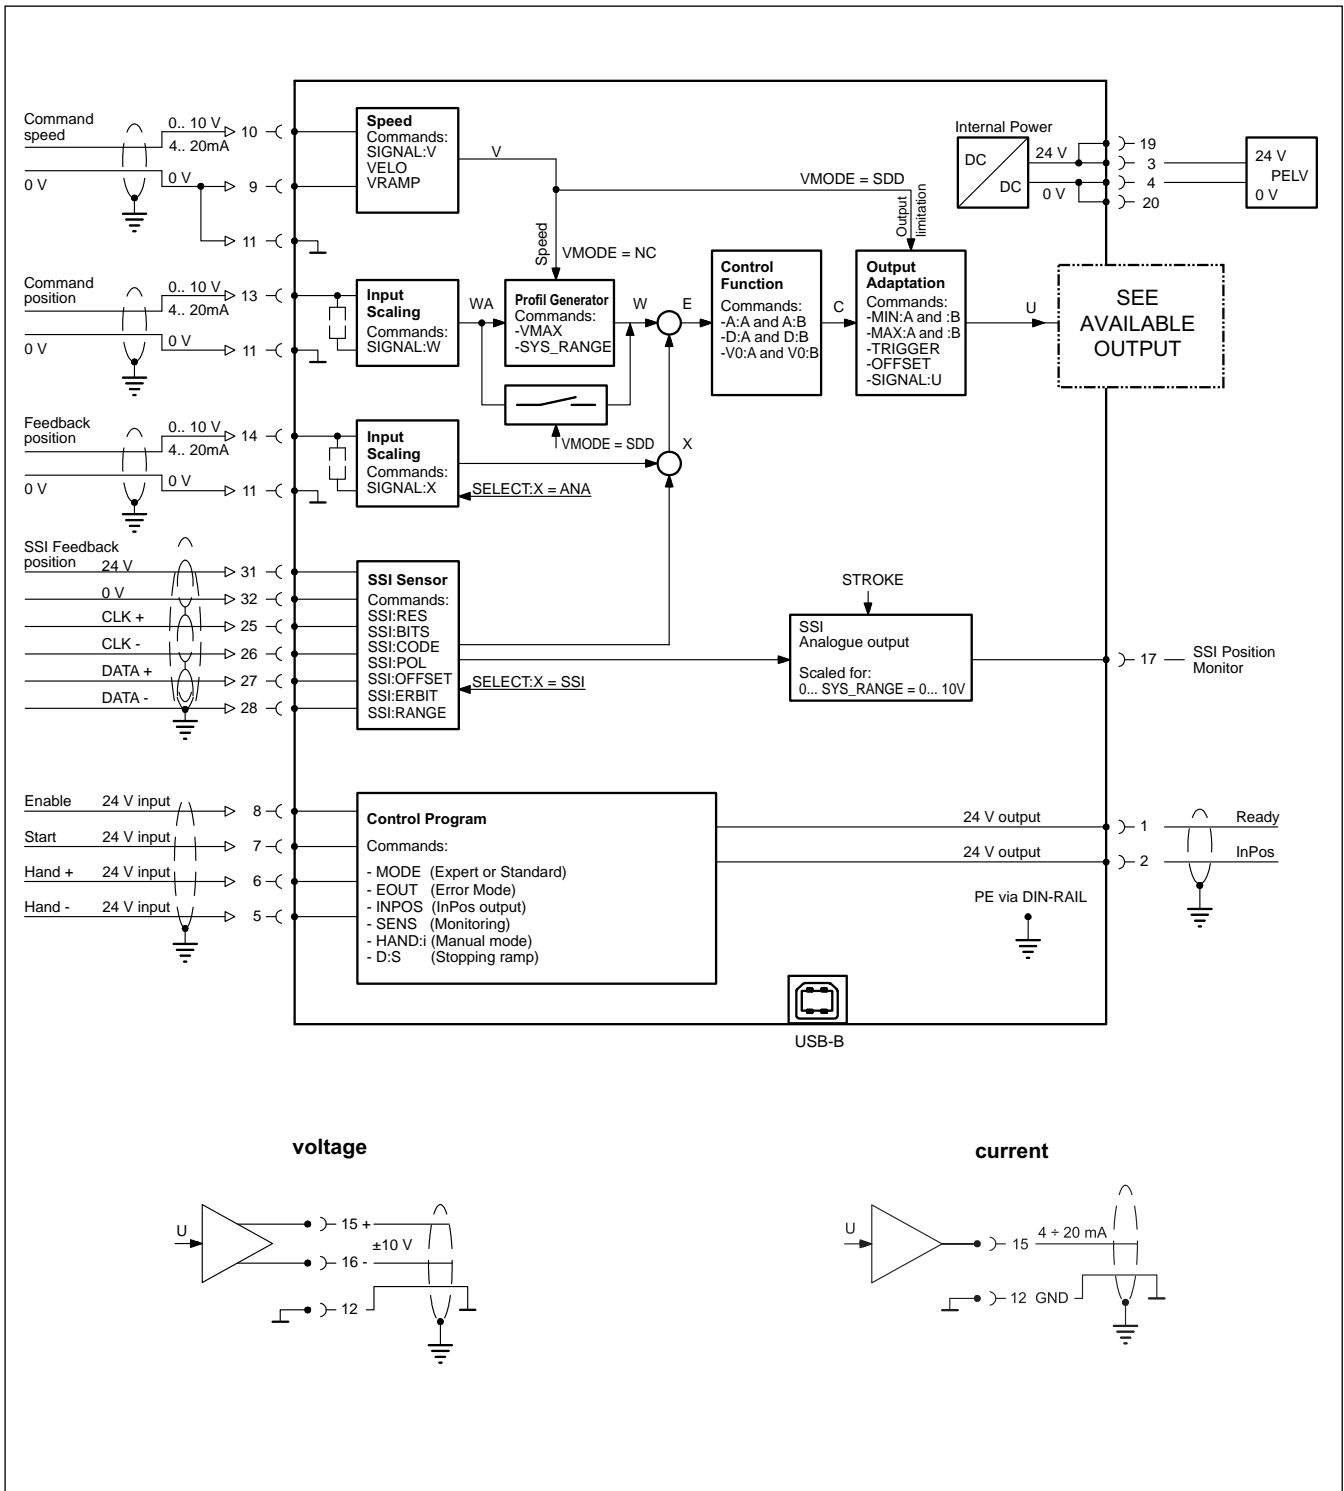 Command
speed
0.. 10 V
4.. 20mA
10
0 V
0 V
9
11
Speed
Commands:
SIGNAL:V
VELO
VRAMP
V
VMODE = SDD
Speed
VMODE = NC
Output
limitation
Internal Power
DC
DC
24 V
0 V
19
3
4
20
24 V
PELV
0 V
Command
position
0.. 10 V
4.. 20mA
13
0 V
0 V
11
Input
Scaling
Commands:
SIGNAL:W
WA
Profil Generator
Commands:
-VMAX
-SYS_RANGE
W
E
VMODE = SDD
Control
Function
Commands:
-A:A and A:B
-D:A and D:B
-V0:A and V0:B
C
Output
Adaptation
Commands:
-MIN:A and :B
-MAX:A and :B
-TRIGGER
-OFFSET
-SIGNAL:U
U
SEE
AVAILABLE
OUTPUT
Feedback
position
0.. 10 V
4.. 20mA
14
0 V
0 V
11
Input
Scaling
Commands:
SIGNAL:X
X
SELECT:X = ANA
SSI Feedback
position
24 V
31
0 V
32
CLK +
25
CLK -
26
DATA +
27
DATA -
28
SSI Sensor
Commands:
SSI:RES
SSI:BITS
SSI:CODE
SSI:POL
SSI:OFFSET
SSI:ERBIT
SSI:RANGE
SELECT:X = SSI
STROKE
SSI
Analogue output
Scaled for:
0... SYS_RANGE = 0... 10V
17
SSI Position
Monitor
Enable 24 V input 8
Start 24 V input 7
Hand + 24 V input 6
Hand - 24 V input 5
Control Program
Commands:
- MODE (Expert or Standard)
- EOUT (Error Mode)
- INPOS (InPos output)
- SENS (Monitoring)
- HAND:i (Manual mode)
- D:S (Stopping ramp)
24 V output 1 Ready
24 V output 2 InPos
PE via DIN-RAIL
USB-B
voltage
U
15 +
±10 V
16 -
12
current
U
15
4 ÷ 20 mA
12 GND